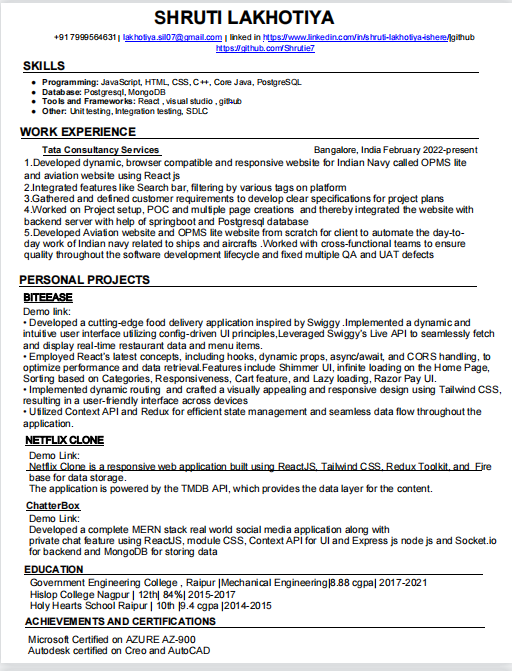 SHRUTI LAKHOTIYA
+91 7999564631| lakhotiya.sil07@gmail.com | linked in https://www.linkedin.com/in/shruti-lakhotiya-ishere/|github
https://github.com/Shrutie7
SKILLS
● Programming: JavaScript, HTML, CSS, C++, Core Java, PostgreSQL
● Database: Postgresql, MongoDB
● Tools and Frameworks: React , visual studio , github
● Other: Unit testing, Integration testing, SDLC
WORK EXPERIENCE
Tata Consultancy Services Bangalore, India February 2022-present
1.Developed dynamic, browser compatible and responsive website for Indian Navy called OPMS lite
and aviation website using React js
2.Integrated features like Search bar, filtering by various tags on platform
3.Gathered and defined customer requirements to develop clear specifications for project plans
4.Worked on Project setup, POC and multiple page creations and thereby integrated the website with
backend server with help of springboot and Postgresql database
5.Developed Aviation website and OPMS lite website from scratch for client to automate the day-to-
day work of Indian navy related to ships and aircrafts .Worked with cross-functional teams to ensure
quality throughout the software development lifecycle and fixed multiple QA and UAT defects
PERSONAL PROJECTS
BITEEASE
Demo link:
• Developed a cutting-edge food delivery application inspired by Swiggy .Implemented a dynamic and
intuitive user interface utilizing config-driven UI principles,Leveraged Swiggy's Live API to seamlessly fetch
and display real-time restaurant data and menu items.
• Employed React's latest concepts, including hooks, dynamic props, async/await, and CORS handling, to
optimize performance and data retrieval.Features include Shimmer UI, infinite loading on the Home Page,
Sorting based on Categories, Responsiveness, Cart feature, and Lazy loading, Razor Pay UI.
• Implemented dynamic routing and crafted a visually appealing and responsive design using Tailwind CSS,
resulting in a user-friendly interface across devices
• Utilized Context API and Redux for efficient state management and seamless data flow throughout the
application.
NETFLIX CLONE
Demo Link:
Netflix Clone is a responsive web application built using ReactJS, Tailwind CSS, Redux Toolkit, and Fire
base for data storage.
The application is powered by the TMDB API, which provides the data layer for the content.
ChatterBox
Demo Link:
Developed a complete MERN stack real world social media application along with
private chat feature using ReactJS, module CSS, Context API for UI and Express js node js and Socket.io
for backend and MongoDB for storing data
EDUCATION
Government Engineering College , Raipur |Mechanical Engineering|8.88 cgpa| 2017-2021
Hislop College Nagpur | 12th| 84%| 2015-2017
Holy Hearts School Raipur | 10th |9.4 cgpa |2014-2015
ACHIEVEMENTS AND CERTIFICATIONS
Microsoft Certified on AZURE AZ-900
Autodesk certified on Creo and AutoCAD